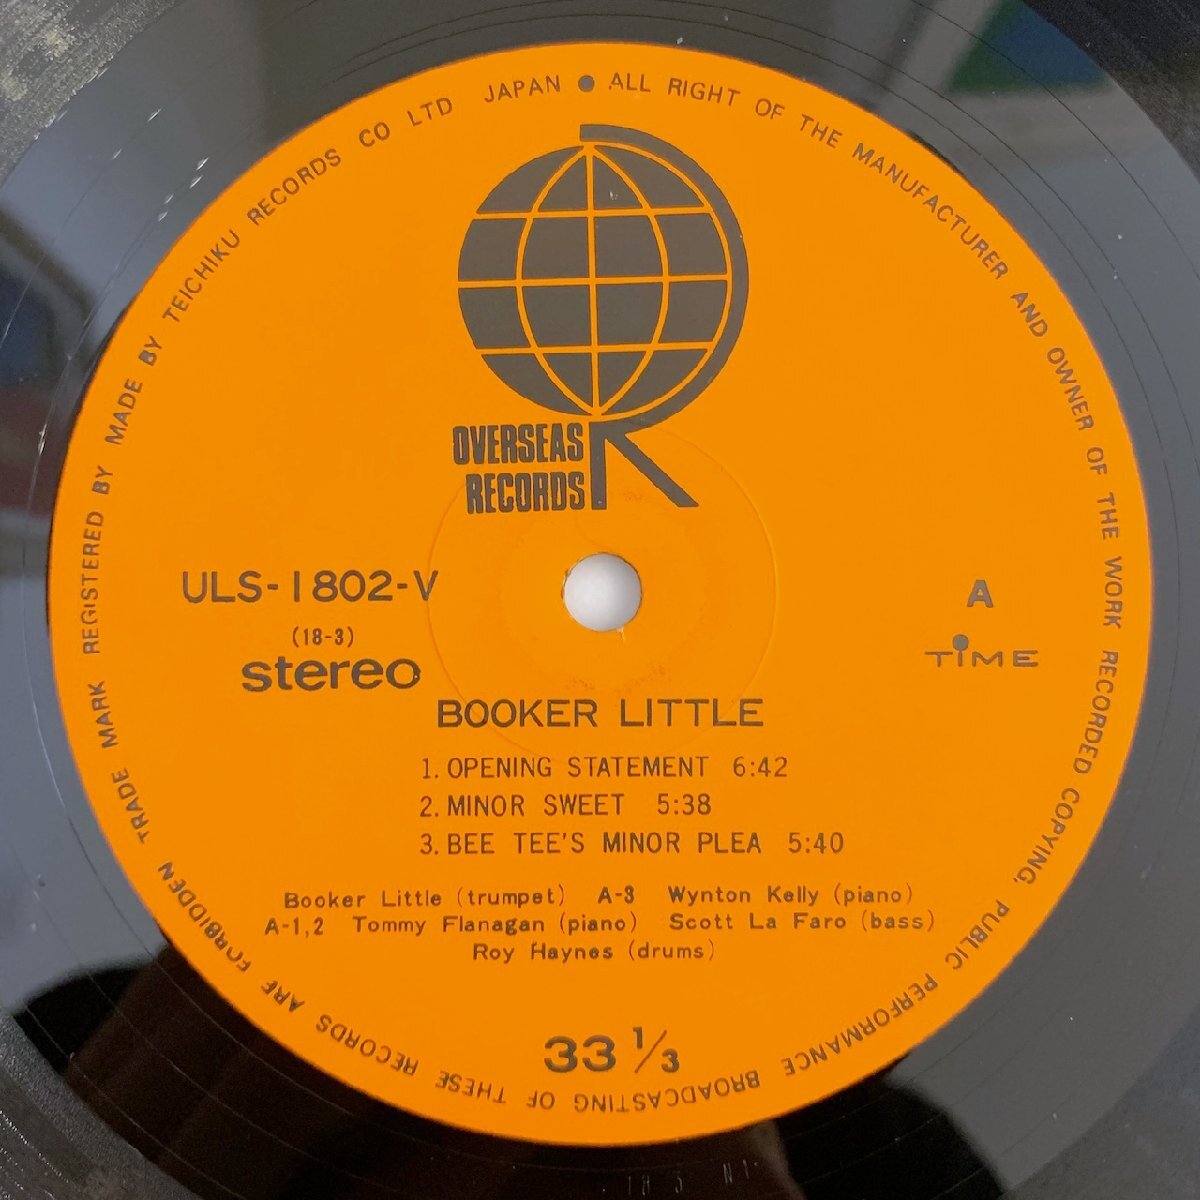 TRADE MARK REGISTERED BY MADE BY TEICHIKU RECORDS CO LTD JAPAN ● ALL RIGHT OF THE MANUFACTURER AND OWNER OF THE WORK RECORDED COPYING, PUBLIC PERFORMANCE BROADCASTING OF THESE RECORDS ARE FORBIDDEN
R
OVERSEAS
RECORDS
ULS-1802-V
(18-3)
stereo
A
TIME
BOOKER LITTLE
1. OPENING STATEMENT 6:42
2. MINOR SWEET 5:38
3. BEE TEE'S MINOR PLEA 5:40
Booker Little (trumpet) A-3 Wynton Kelly (piano)
A-1,2 Tommy Flanagan (piano) Scott La Faro (bass)
Roy Haynes (drums)
33 1/3